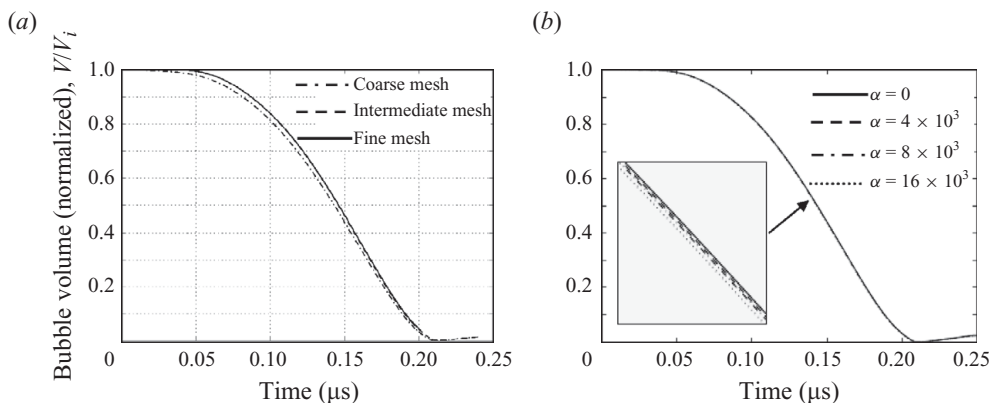 (a)
Bubble volume (normalized), V/Vᵢ
1.0
0.8
0.6
0.4
0.2
0
0.05
0.10
0.15
0.20
0.25
Time (μs)
Coarse mesh
Intermediate mesh
Fine mesh
(b)
1.0
0.8
0.6
0.4
0.2
0
0.05
0.10
0.15
0.20
0.25
Time (μs)
α = 0
α = 4 × 10³
α = 8 × 10³
α = 16 × 10³